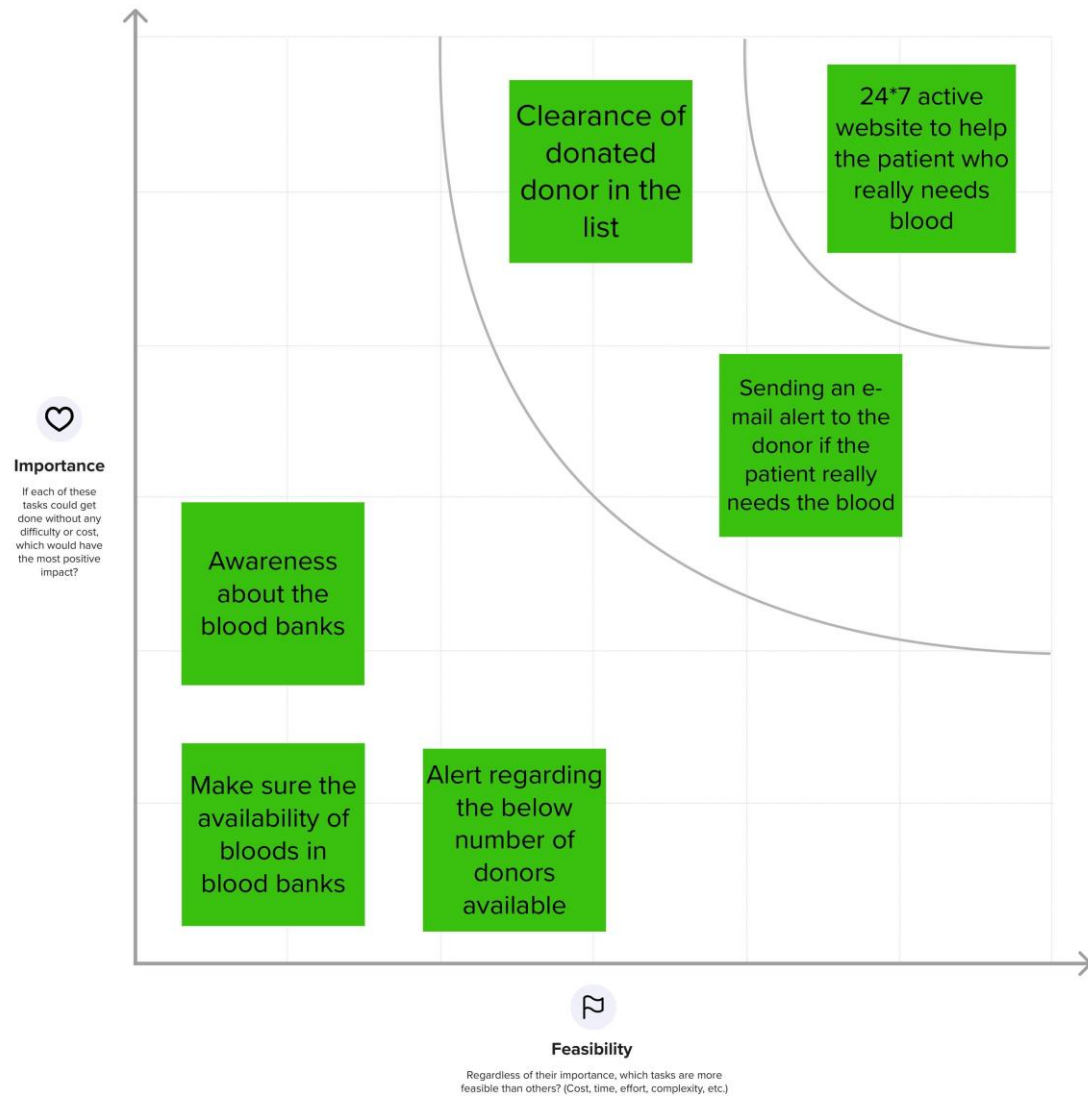 Clearance of
donated
donor in the
list
24*7 active
website to help
the patient who
really needs
blood
Sending an e-
mail alert to the
donor if the
patient really
needs the blood
Importance
If each of these
tasks could get
done without any
difficulty or cost,
which would have
the most positive
impact?
Awareness
about the
blood banks
Make sure the
availability of
bloods in
blood banks
Alert regarding
the below
number of
donors
available
Feasibility
Regardless of their importance, which tasks are more
feasible than others? (Cost, time, effort, complexity, etc.)